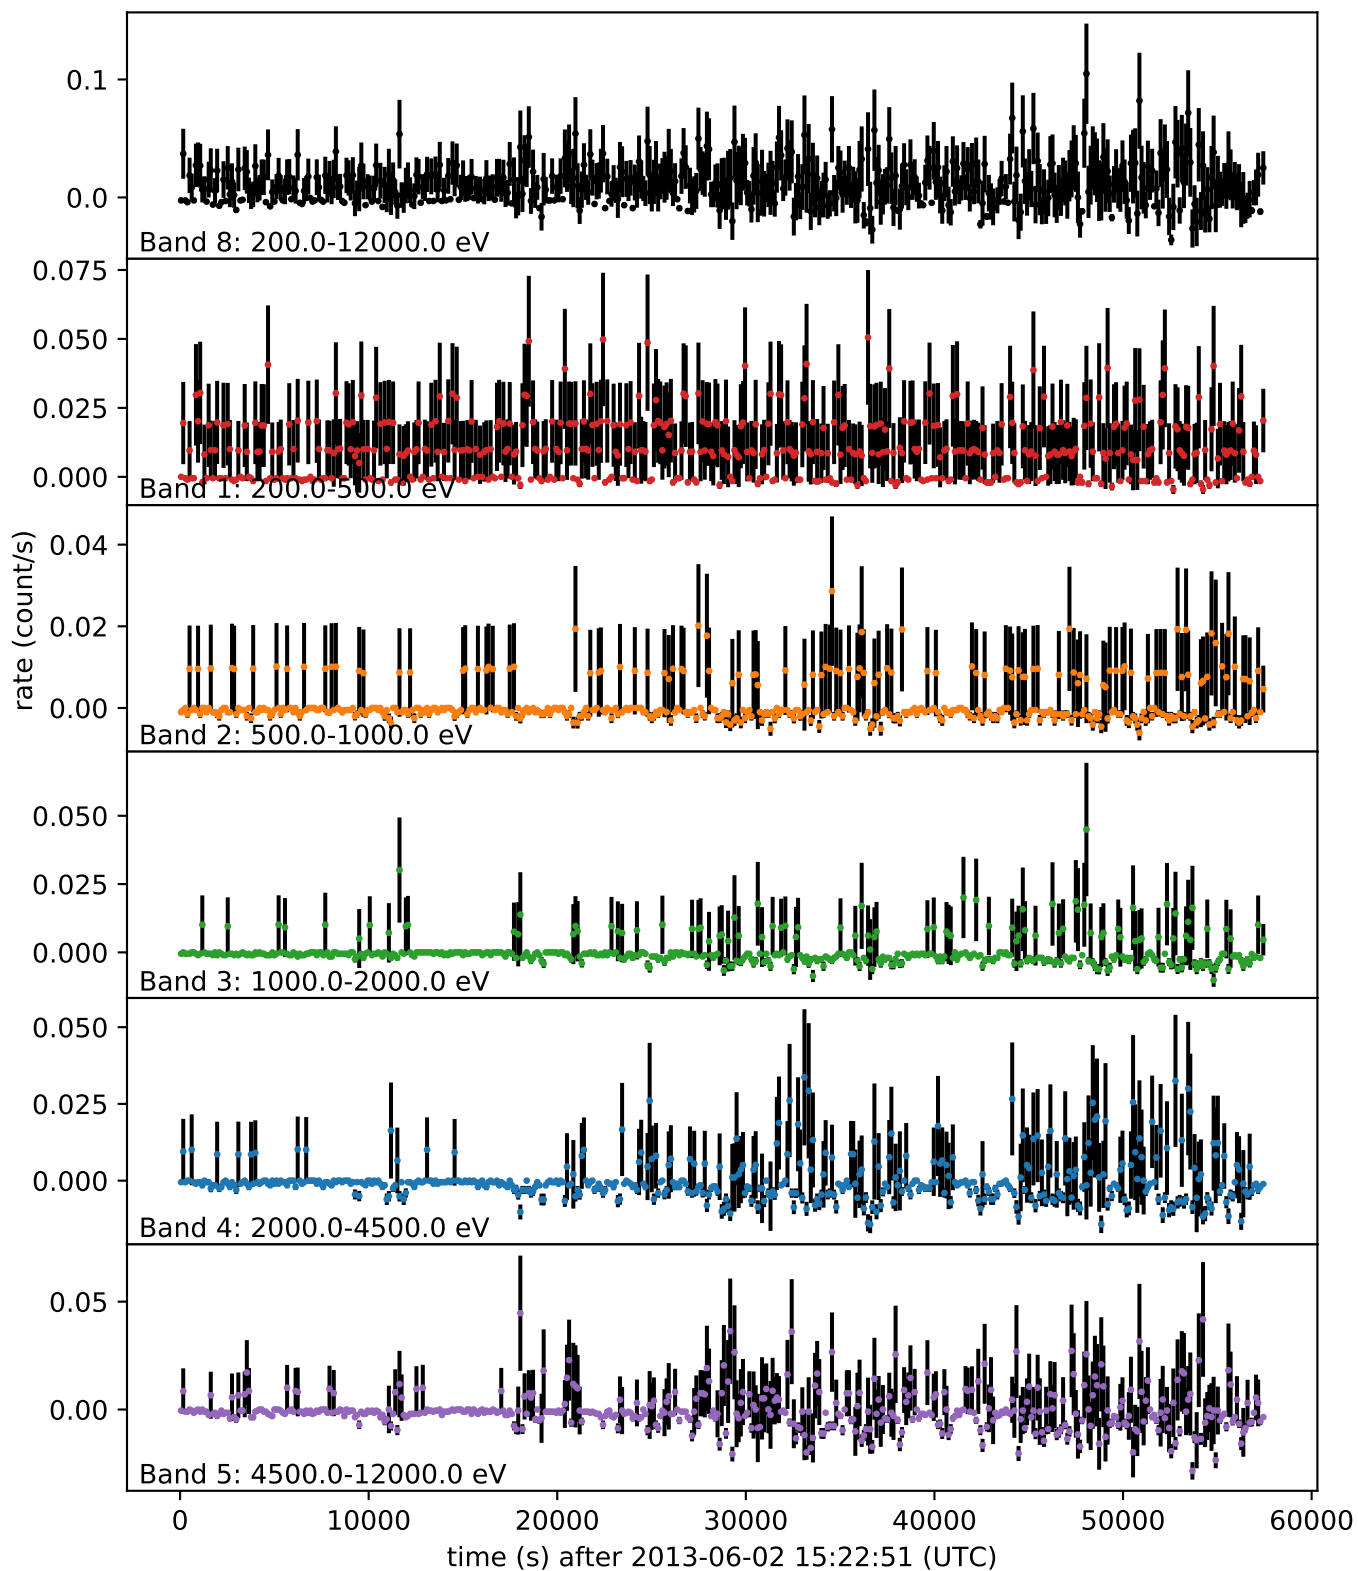 0.1
0.0
Band 8: 200.0-12000.0 eV
0.075
0.050
0.025
0.000
Band 1: 200.0-500.0 eV
rate (count/s)
0.04
0.02
0.00
Band 2: 500.0-1000.0 eV
0.050
0.025
0.000
Band 3: 1000.0-2000.0 eV
0.050
0.025
0.000
Band 4: 2000.0-4500.0 eV
0.05
0.00
Band 5: 4500.0-12000.0 eV
0 10000 20000 30000 40000 50000 60000
time (s) after 2013-06-02 15:22:51 (UTC)